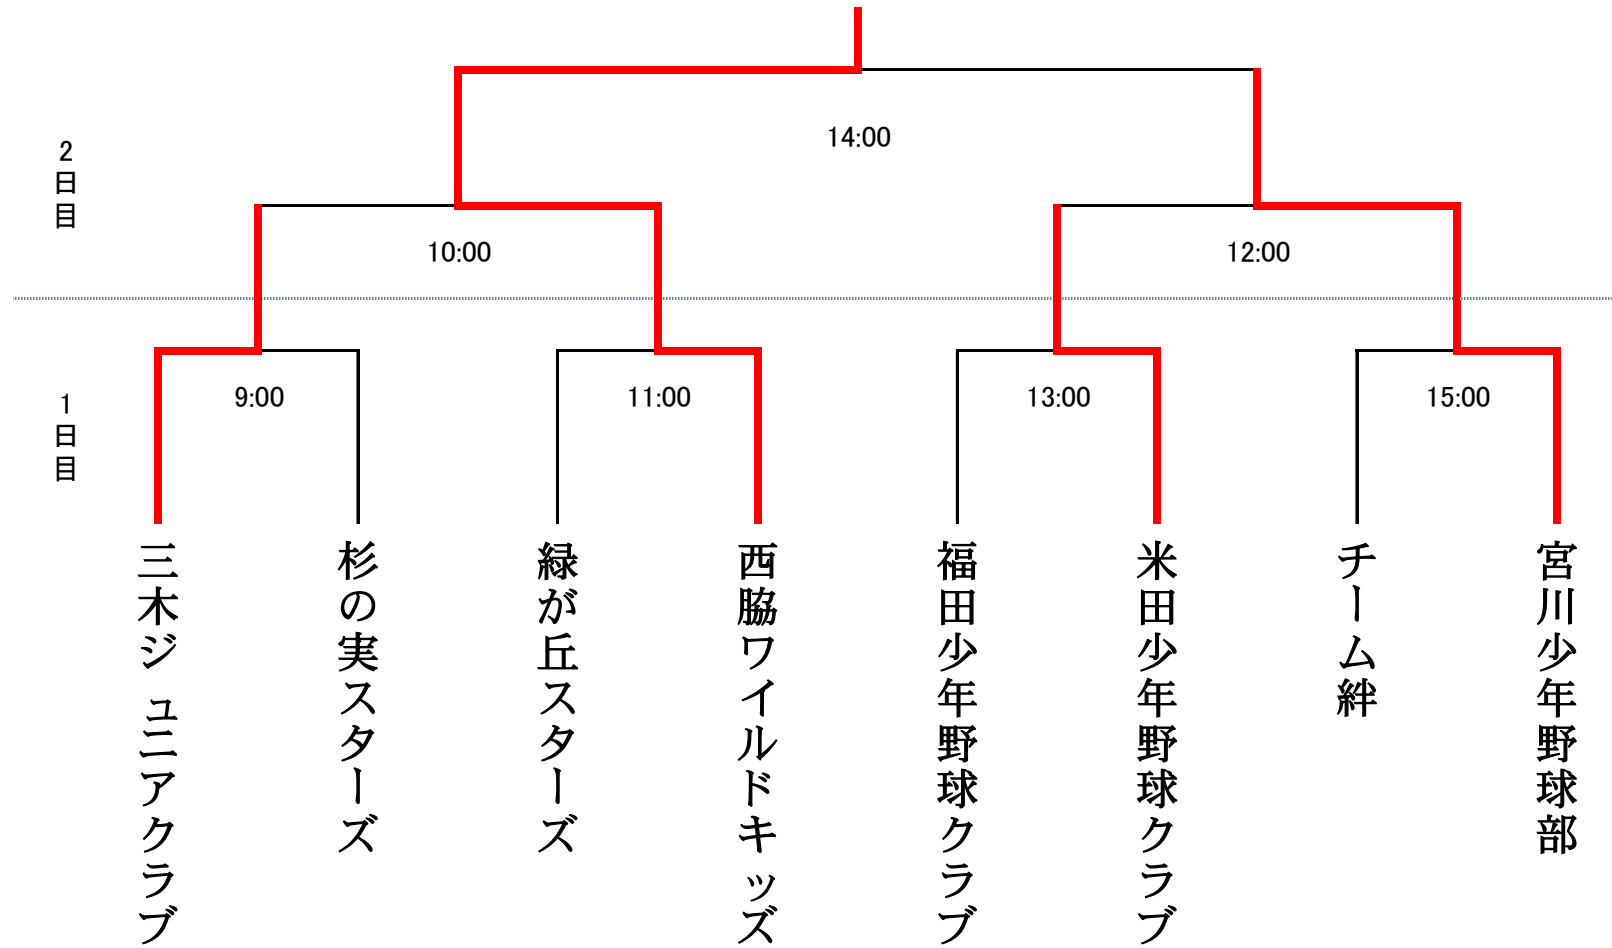 14:00
2日目
10:00
12:00
1日目
9:00
11:00
13:00
15:00
三木ジュニアクラブ
杉の実スターズ
緑が丘スターズ
西脇ワイルドキッズ
福田少年野球クラブ
米田少年野球クラブ
チーム絆
宮川少年野球部